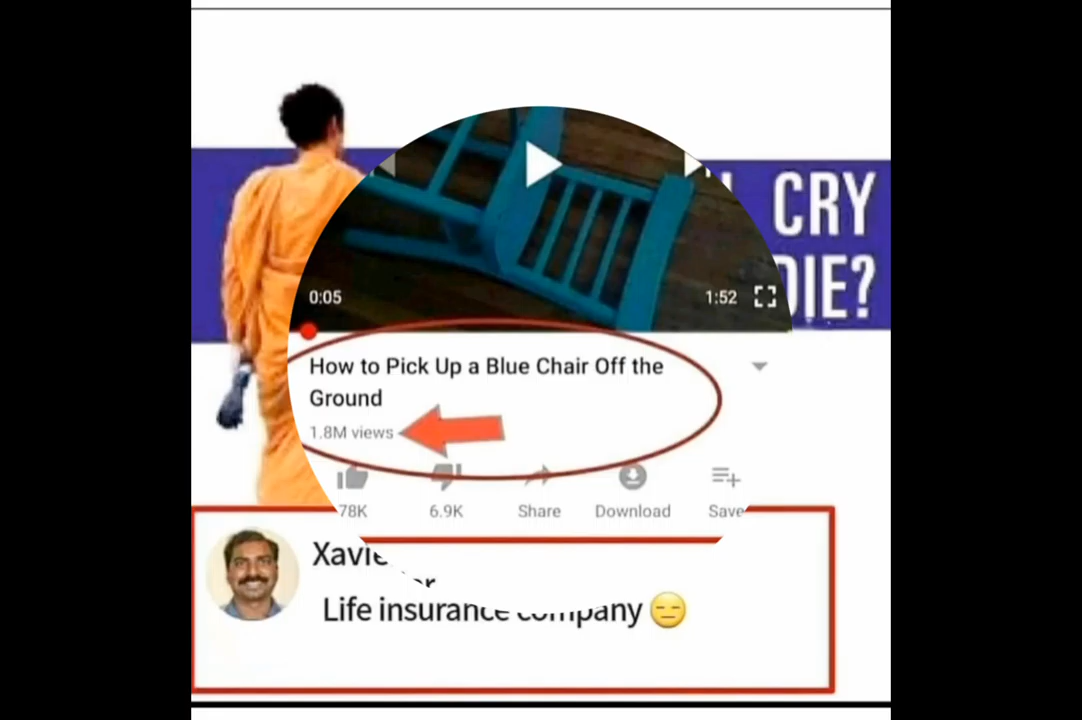 CRY
DIE?
0:05
1:52
How to Pick Up a Blue Chair Off the
Ground
1.8M views
78K
6.9K
Share
Download
Save
Life insurance company 😑